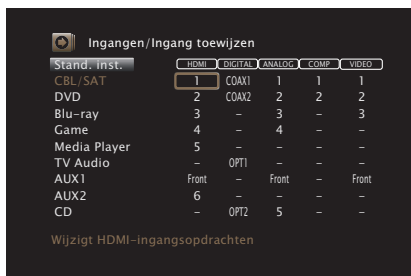 Ingangen/Ingang toewijzen
Stand. inst. HDMI DIGITAL ANALOG COMP VIDEO
CBL/SAT 1 COAX1 1 1 1
DVD 2 COAX2 2 2 2
Blu-ray 3 – 3 – 3
Game 4 – 4 – –
Media Player 5 – – – –
TV Audio – OPT1 – – –
AUX1 Front – Front – Front
AUX2 6 – – – –
CD – OPT2 5 – –
Wijzigt HDMI-ingangsopdrachten